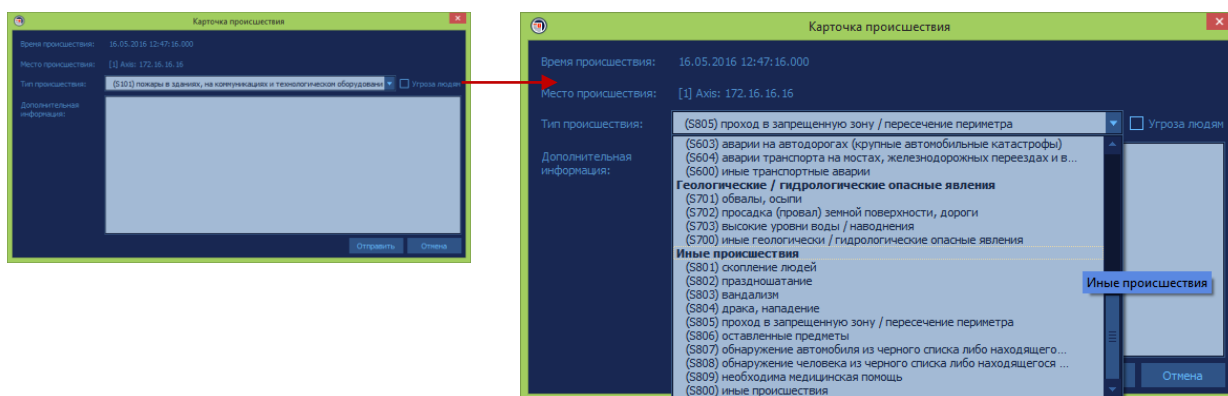 Карточка происшествия
Время происшествия: 16.05.2016 12:47:16.000
Место происшествия: [1] Axis: 172.16.16.16
Тип происшествия: (S101) пожары в зданиях, на коммуникациях и технологическом оборудовани Угроза людям
Дополнительная
информация:
Отправить Отмена
Карточка происшествия
Время происшествия: 16.05.2016 12:47:16.000
Место происшествия: [1] Axis: 172.16.16.16
Тип происшествия: (S805) проход в запрещенную зону / пересечение периметра Угроза людям
Дополнительная
информация:
(S603) аварии на автодорогах (крупные автомобильные катастрофы)
(S604) аварии транспорта на мостах, железнодорожных переездах и в...
(S600) иные транспортные аварии
Геологические / гидрологические опасные явления
(S701) обвалы, осыпи
(S702) просадка (провал) земной поверхности, дороги
(S703) высокие уровни воды / наводнения
(S700) иные геологически / гидрологические опасные явления
Иные происшествия
(S801) скопление людей
(S802) праздношатание
(S803) вандализм
(S804) драка, нападение
(S805) проход в запрещенную зону / пересечение периметра
(S806) оставленные предметы
(S807) обнаружение автомобиля из черного списка либо находящего...
(S808) обнаружение человека из черного списка либо находящегося ...
(S809) необходима медицинская помощь
(S800) иные происшествия
Иные происшествия
Отмена